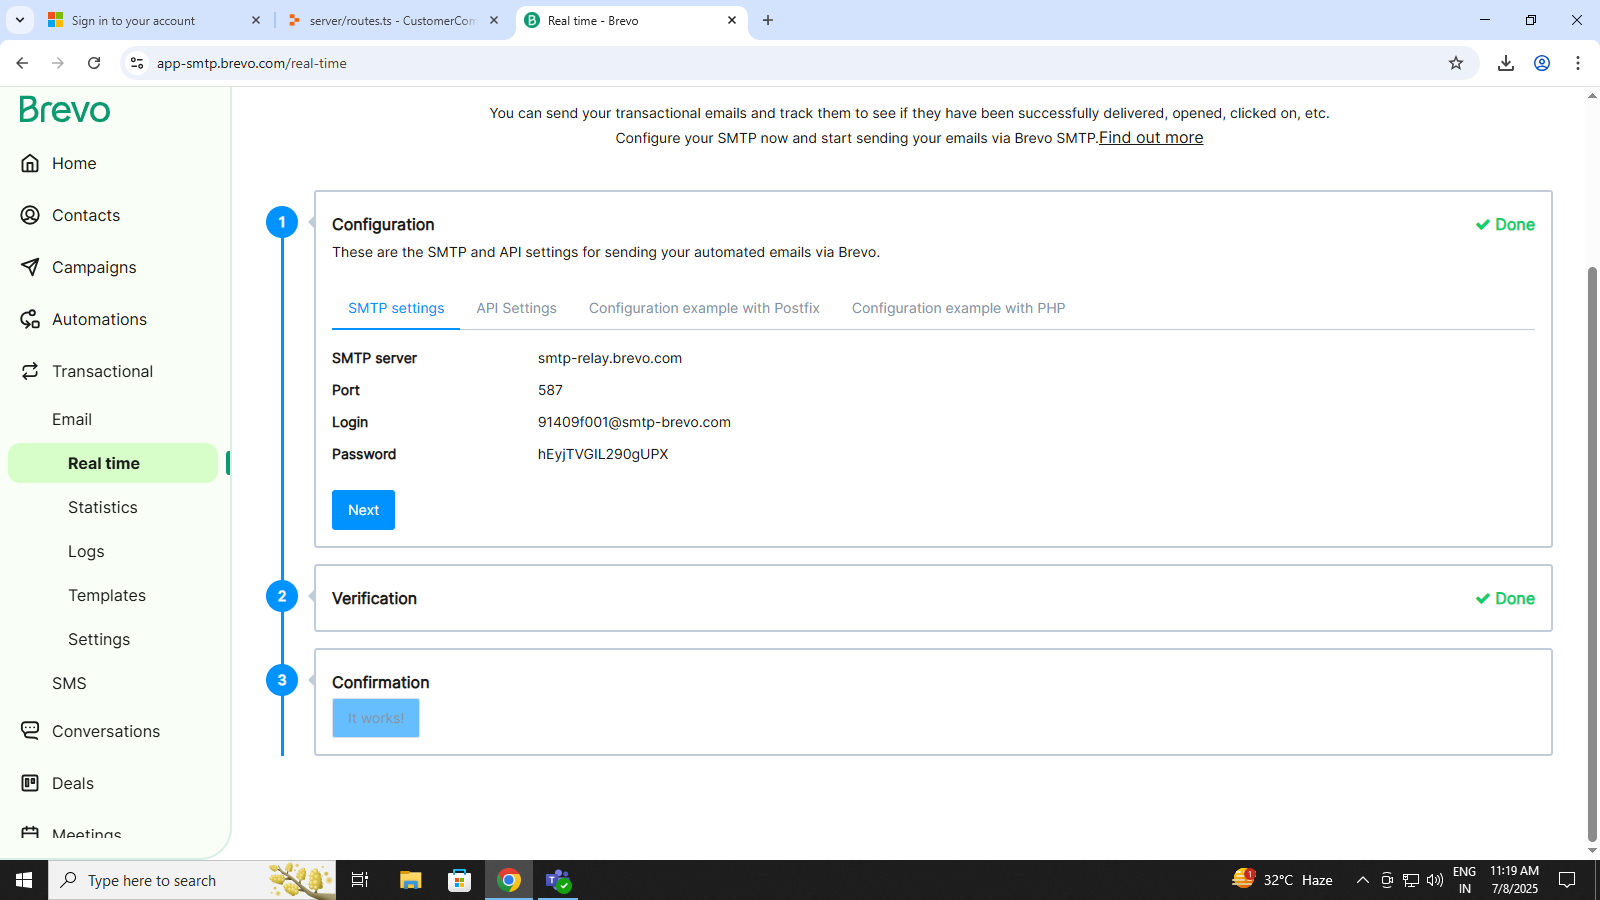 Sign in to your account
server/routes.ts - CustomerCom
Real time - Brevo
app-smtp.brevo.com/real-time
Brevo
Home
Contacts
Campaigns
Automations
Transactional
Email
Real time
Statistics
Logs
Templates
Settings
SMS
Conversations
Deals
Meetings
You can send your transactional emails and track them to see if they have been successfully delivered, opened, clicked on, etc.
Configure your SMTP now and start sending your emails via Brevo SMTP.Find out more
1
Configuration
Done
These are the SMTP and API settings for sending your automated emails via Brevo.
SMTP settings API Settings Configuration example with Postfix Configuration example with PHP
SMTP server smtp-relay.brevo.com
Port 587
Login 91409f001@smtp-brevo.com
Password hEyjTVGIL290gUPX
Next
2
Verification
Done
3
Confirmation
It works!
Type here to search
1
32°C Haze
ENG
IN
11:19 AM
7/8/2025